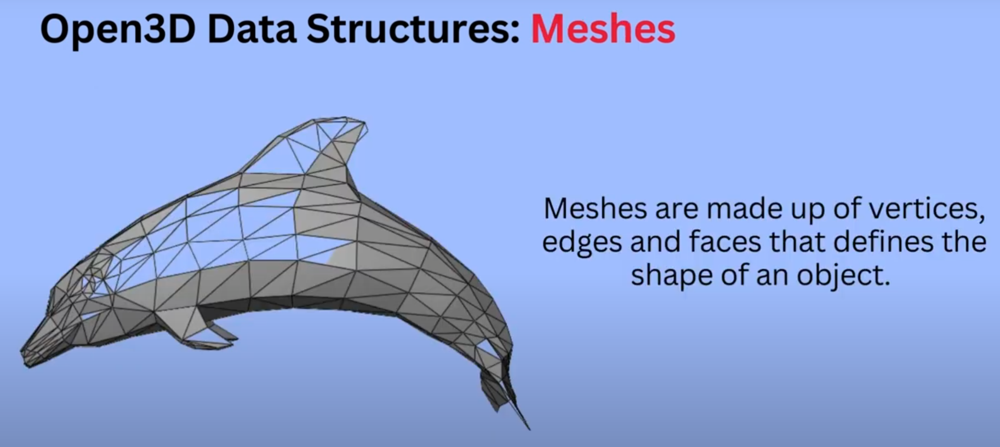 Open3D Data Structures: Meshes
Meshes are made up of vertices,
edges and faces that defines the
shape of an object.